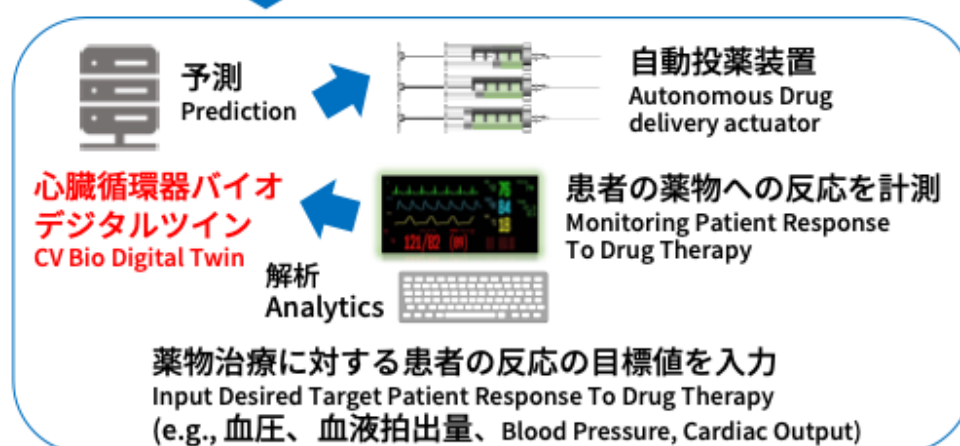 予測
Prediction
自動投薬装置
Autonomous Drug
delivery actuator
心臓循環器バイオ
デジタルツイン
CV Bio Digital Twin
患者の薬物への反応を計測
Monitoring Patient Response
To Drug Therapy
121/82
解析
Analytics
薬物治療に対する患者の反応の目標値を入力
Input Desired Target Patient Response To Drug Therapy
(e.g., 血圧、血液拍出量、Blood Pressure, Cardiac Output)